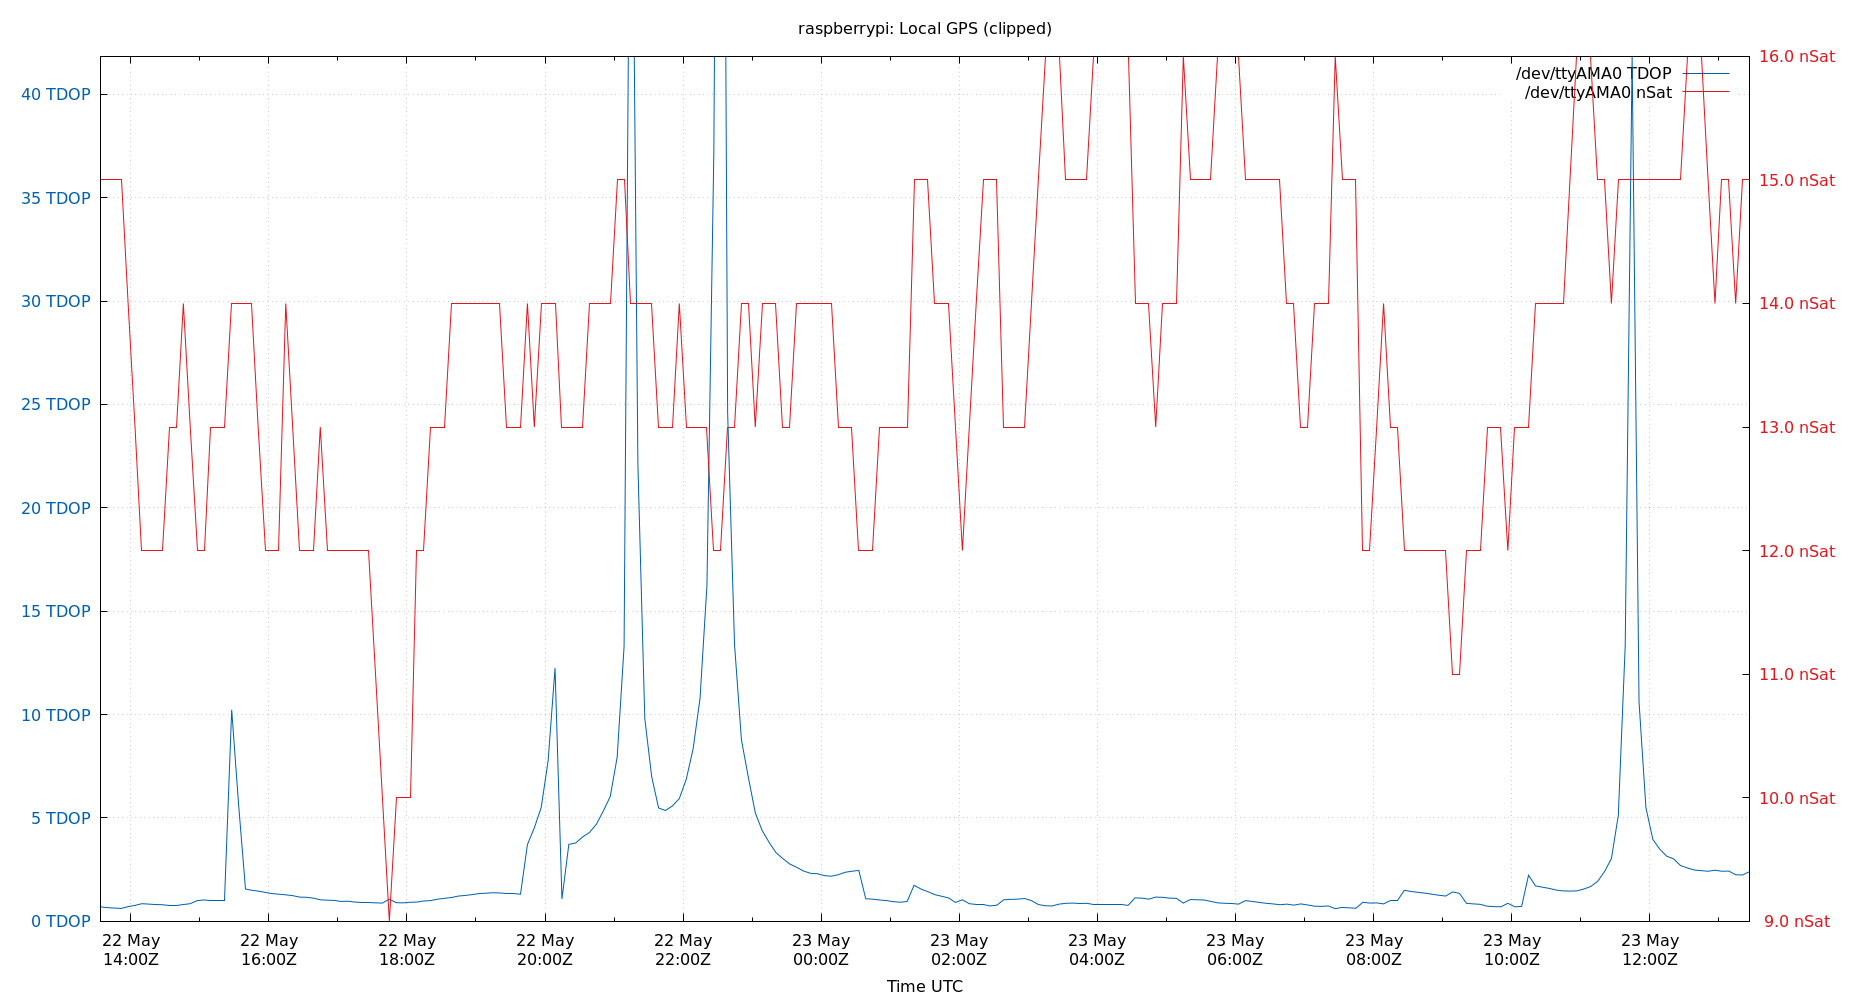 raspberrypi: Local GPS (clipped)
/dev/ttyAMA0 TDOP
/dev/ttyAMA0 nSat
40 TDOP
35 TDOP
30 TDOP
25 TDOP
20 TDOP
15 TDOP
10 TDOP
5 TDOP
0 TDOP
16.0 nSat
15.0 nSat
14.0 nSat
13.0 nSat
12.0 nSat
11.0 nSat
10.0 nSat
9.0 nSat
22 May
14:00Z
22 May
16:00Z
22 May
18:00Z
22 May
20:00Z
22 May
22:00Z
23 May
00:00Z
23 May
02:00Z
23 May
04:00Z
23 May
06:00Z
23 May
08:00Z
23 May
10:00Z
23 May
12:00Z
Time UTC